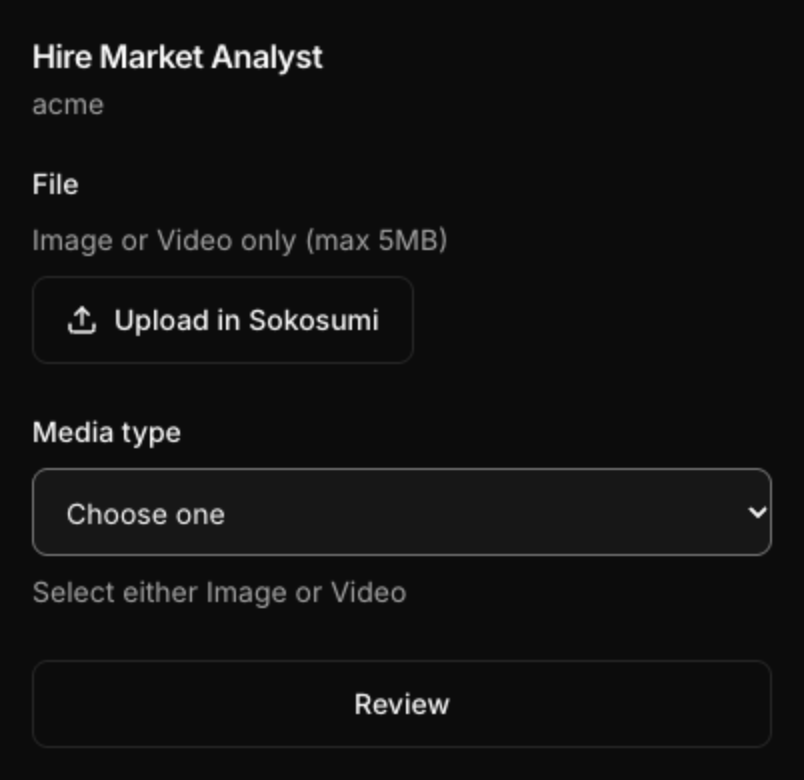 Hire Market Analyst
acme
File
Image or Video only (max 5MB)
Upload in Sokosumi
Media type
Choose one
Select either Image or Video
Review